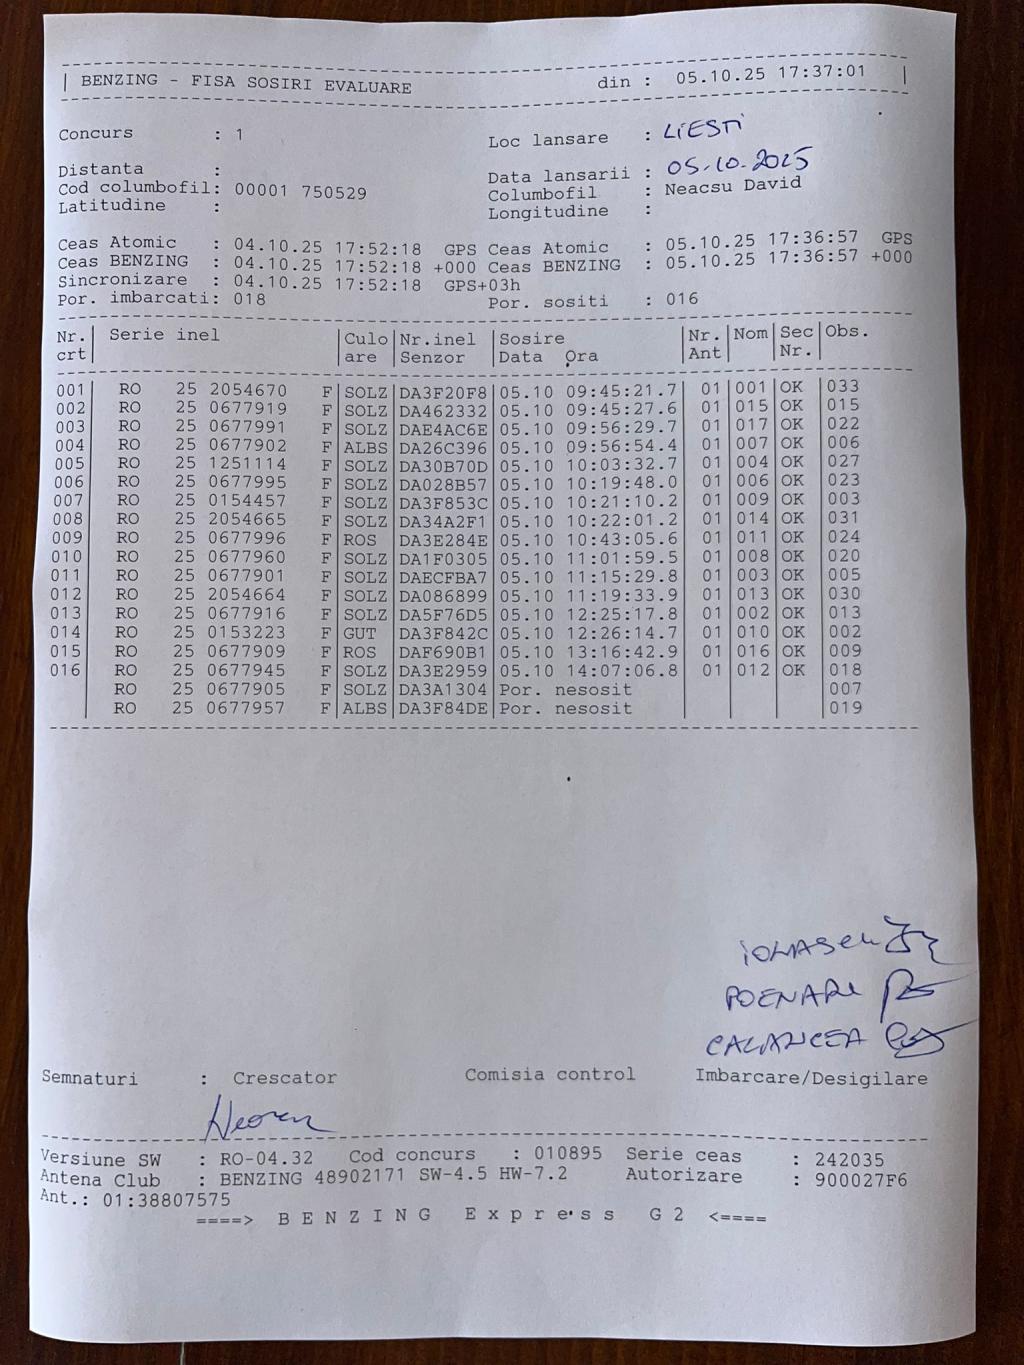 BENZING - FISA SOSIRI EVALUARE din : 05.10.25 17:37:01
Concurs : 1 Loc lansare : LIESTI
Distanta : Data lansarii : 05.10.2025
Cod columbofil: 00001 750529 Columbofil : Neacsu David
Latitudine : Longitudine :
Ceas Atomic : 04.10.25 17:52:18 GPS Ceas Atomic : 05.10.25 17:36:57 GPS
Ceas BENZING : 04.10.25 17:52:18 +000 Ceas BENZING : 05.10.25 17:36:57 +000
Sincronizare : 04.10.25 17:52:18 GPS+03h
Por. imbarcati: 018 Por. sositi : 016
Nr. | Serie inel | Culo | Nr.inel | Sosire | Nr. | Nom | Sec | Obs.
crt | are | Senzor | Data Ora | Ant | Nr.
001 | RO 25 2054670 F | SOLZ | DA3F20F8 | 05.10 09:45:21.7 | 01 | 001 | OK | 033
002 | RO 25 0677919 F | SOLZ | DA462332 | 05.10 09:45:27.6 | 01 | 015 | OK | 015
003 | RO 25 0677991 F | SOLZ | DAE4AC6E | 05.10 09:56:29.7 | 01 | 017 | OK | 022
004 | RO 25 0677902 F | ALBS | DA26C396 | 05.10 09:56:54.4 | 01 | 007 | OK | 006
005 | RO 25 1251114 F | SOLZ | DA30B70D | 05.10 10:03:32.7 | 01 | 004 | OK | 027
006 | RO 25 0677995 F | SOLZ | DA028B57 | 05.10 10:19:48.0 | 01 | 006 | OK | 023
007 | RO 25 0154457 F | SOLZ | DA3F853C | 05.10 10:21:10.2 | 01 | 009 | OK | 003
008 | RO 25 2054665 F | SOLZ | DA34A2F1 | 05.10 10:22:01.2 | 01 | 014 | OK | 031
009 | RO 25 0677996 F | ROS | DA3E284E | 05.10 10:43:05.6 | 01 | 011 | OK | 024
010 | RO 25 0677960 F | SOLZ | DA1F0305 | 05.10 11:01:59.5 | 01 | 008 | OK | 020
011 | RO 25 0677901 F | SOLZ | DAECFBA7 | 05.10 11:15:29.8 | 01 | 003 | OK | 005
012 | RO 25 2054664 F | SOLZ | DA086899 | 05.10 11:19:33.9 | 01 | 013 | OK | 030
013 | RO 25 0677916 F | SOLZ | DA5F76D5 | 05.10 12:25:17.8 | 01 | 002 | OK | 013
014 | RO 25 0153223 F | GUT | DA3F842C | 05.10 12:26:14.7 | 01 | 010 | OK | 002
015 | RO 25 0677909 F | ROS | DAF690B1 | 05.10 13:16:42.9 | 01 | 016 | OK | 009
016 | RO 25 0677945 F | SOLZ | DA3E2959 | 05.10 14:07:06.8 | 01 | 012 | OK | 018
RO 25 0677905 F | SOLZ | DA3A1304 | Por. nesosit | 007
RO 25 0677957 F | ALBS | DA3F84DE | Por. nesosit | 019
POENARU
CALANCEA
Semnaturi : Crescator Comisia control Imbarcare/Desigilare
Versiune SW : RO-04.32 Cod concurs : 010895 Serie ceas : 242035
Antena Club : BENZING 48902171 SW-4.5 HW-7.2 Autorizare : 900027F6
Ant.: 01:38807575
====> B E N Z I N G E x p r e s s G 2 <====